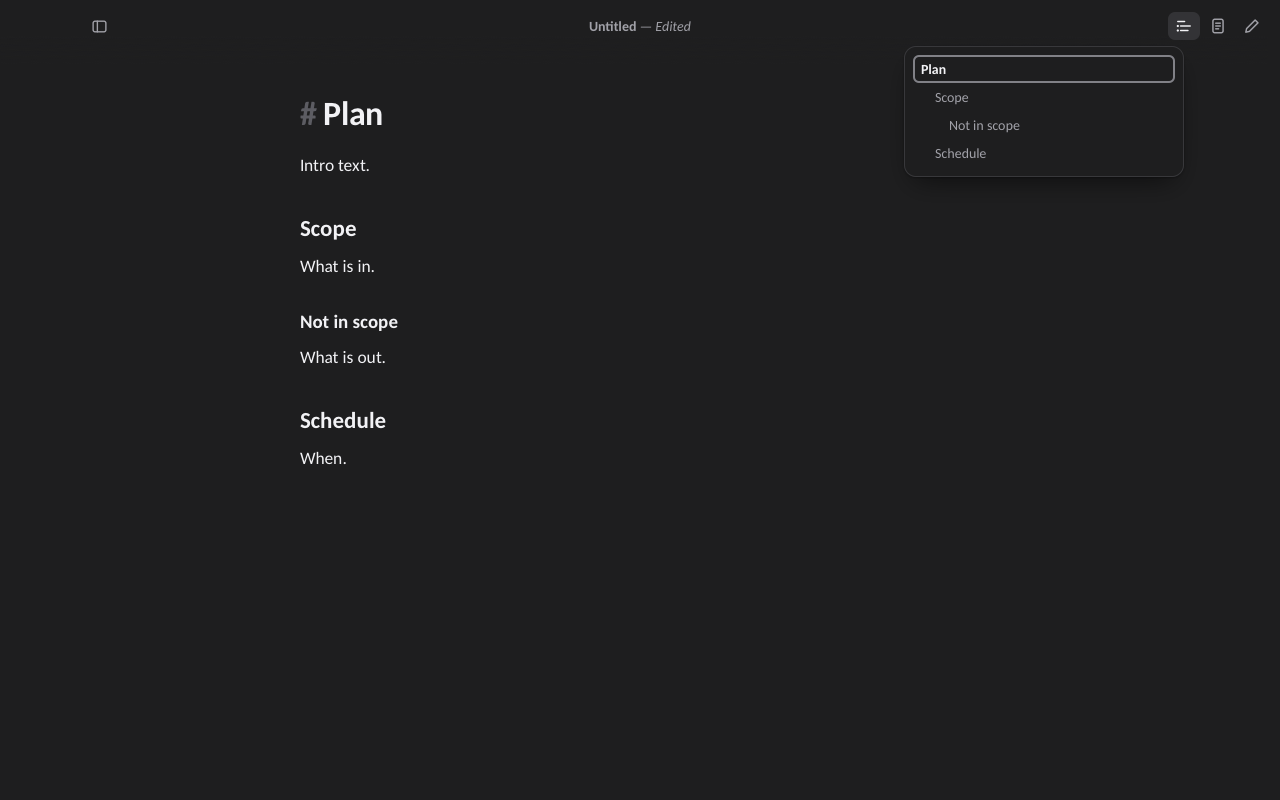 Untitled — Edited
Plan
Scope
Not in scope
Schedule
# Plan
Intro text.
Scope
What is in.
Not in scope
What is out.
Schedule
When.